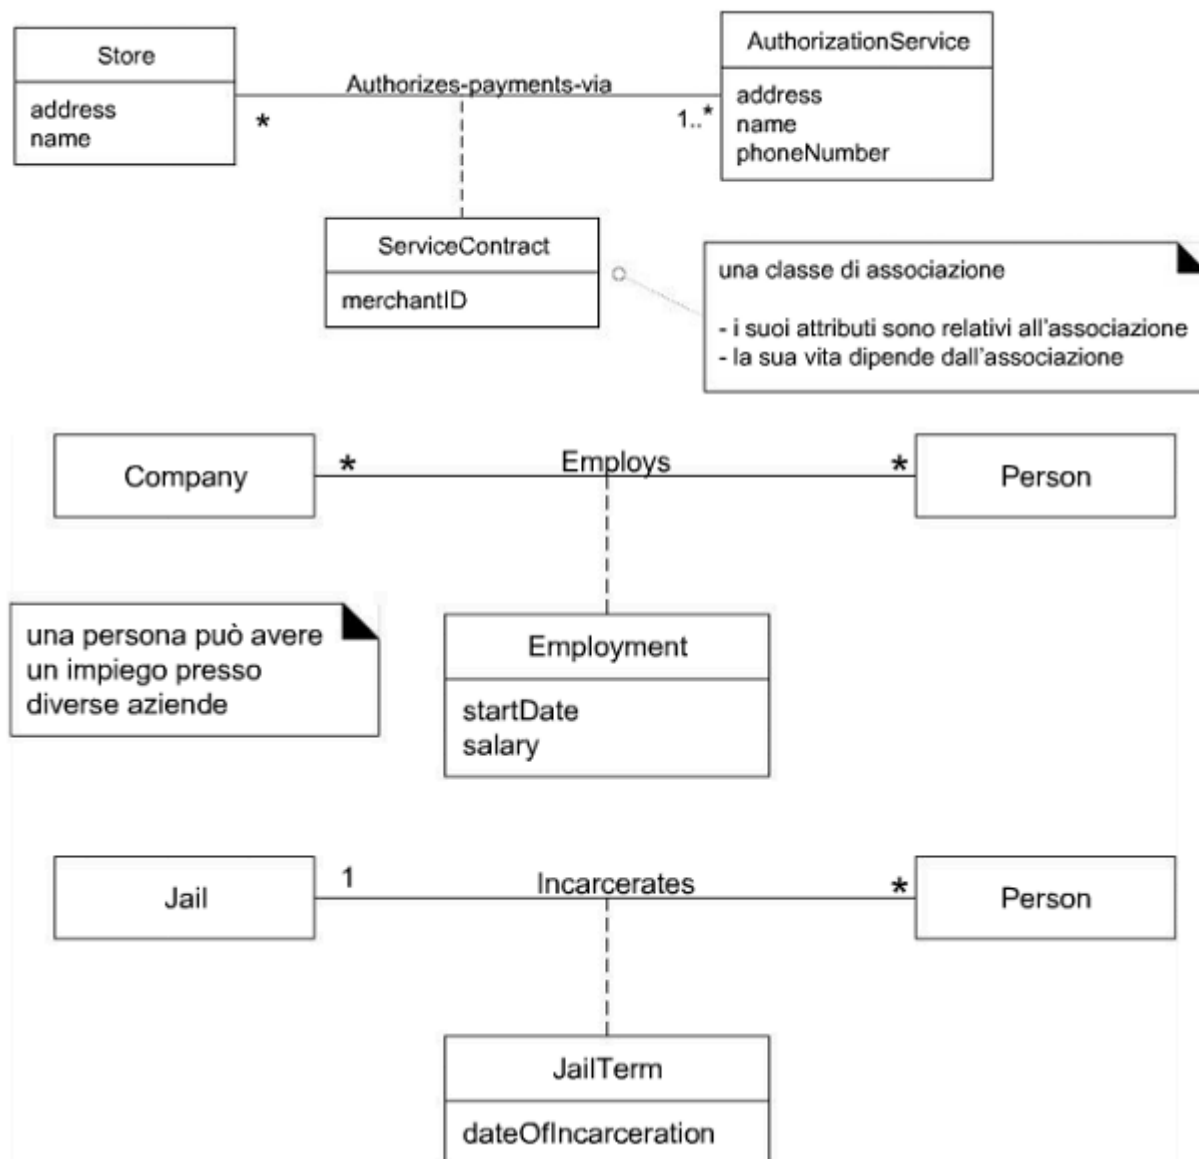 Store
address
name
Authorizes-payments-via
*
1..*
AuthorizationService
address
name
phoneNumber
ServiceContract
merchantID
una classe di associazione
- i suoi attributi sono relativi all'associazione
- la sua vita dipende dall'associazione
Company
*
Employs
*
Person
una persona può avere
un impiego presso
diverse aziende
Employment
startDate
salary
Jail
1
Incarcerates
*
Person
JailTerm
dateOfIncarceration